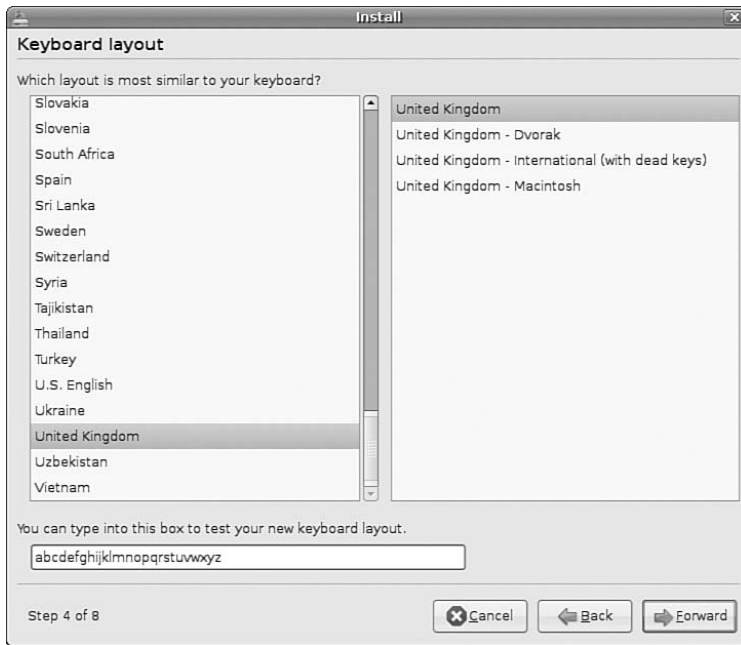 Install
Keyboard layout
Which layout is most similar to your keyboard?
Slovakia
Slovenia
South Africa
Spain
Sri Lanka
Sweden
Switzerland
Syria
Tajikistan
Thailand
Turkey
U.S. English
Ukraine
United Kingdom
Uzbekistan
Vietnam
United Kingdom
United Kingdom - Dvorak
United Kingdom - International (with dead keys)
United Kingdom - Macintosh
You can type into this box to test your new keyboard layout.
abcdefghijklmnopqrstuvwxyz
Step 4 of 8
Cancel
Back
Forward